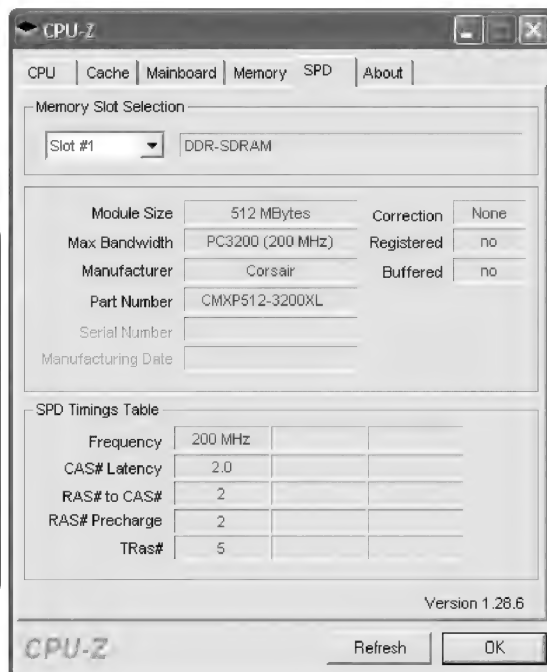 CPU-Z
CPU Cache Mainboard Memory SPD About
Memory Slot Selection
Slot #1 DDR-SDRAM
Module Size 512 MBytes Correction None
Max Bandwidth PC3200 (200 MHz) Registered no
Manufacturer Corsair Buffered no
Part Number CMXP512-3200XL
Serial Number
Manufacturing Date
SPD Timings Table
Frequency 200 MHz
CAS# Latency 2.0
RAS# to CAS# 2
RAS# Precharge 2
TRas# 5
Version 1.28.6
CPU-Z Refresh OK